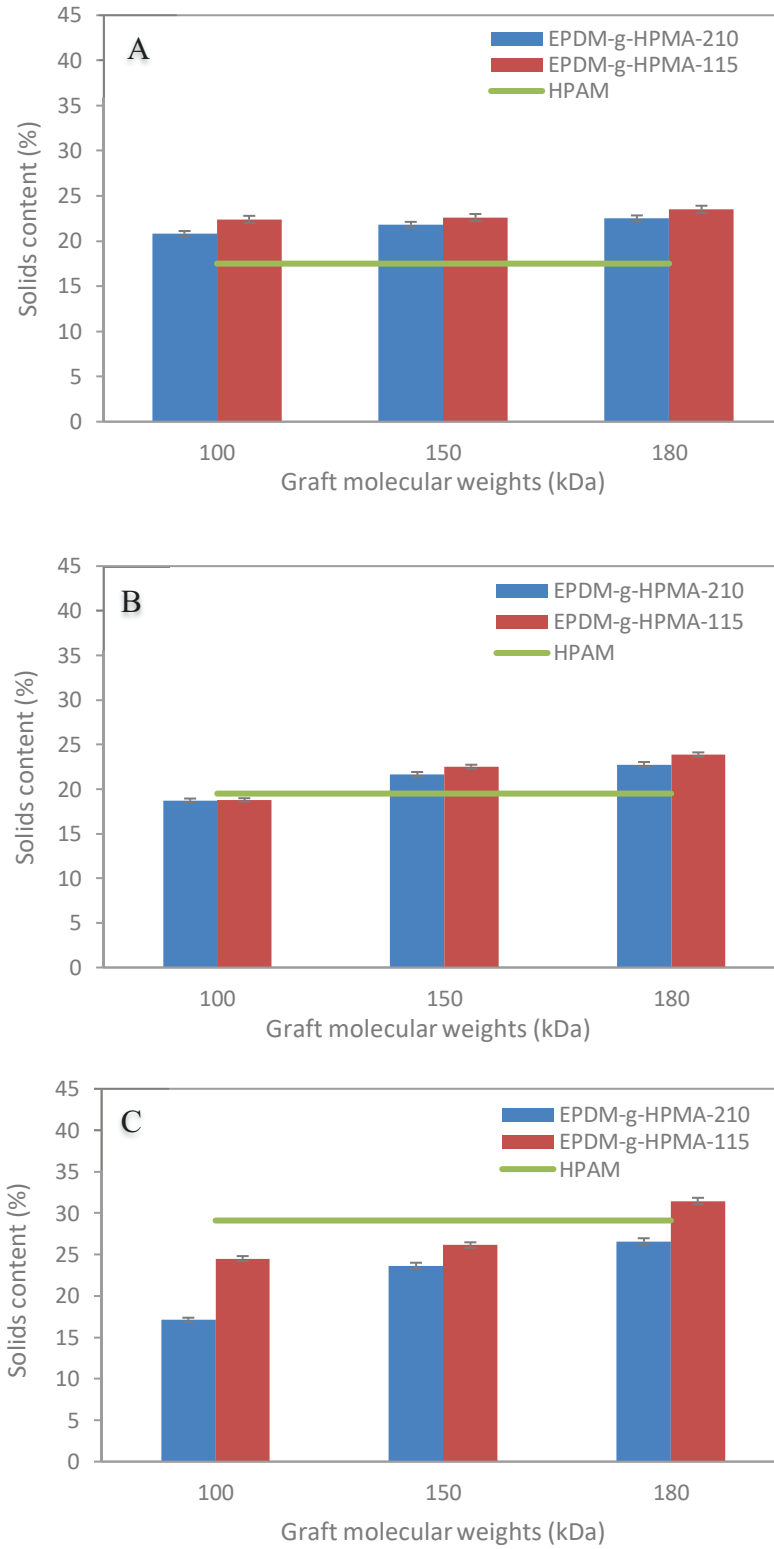 A
EPDM-g-HPMA-210
EPDM-g-HPMA-115
HPAM
Solids content (%)
45
40
35
30
25
20
15
10
5
0
100 150 180
Graft molecular weights (kDa)
B
EPDM-g-HPMA-210
EPDM-g-HPMA-115
HPAM
Solids content (%)
45
40
35
30
25
20
15
10
5
0
100 150 180
Graft molecular weights (kDa)
C
EPDM-g-HPMA-210
EPDM-g-HPMA-115
HPAM
Solids content (%)
45
40
35
30
25
20
15
10
5
0
100 150 180
Graft molecular weights (kDa)